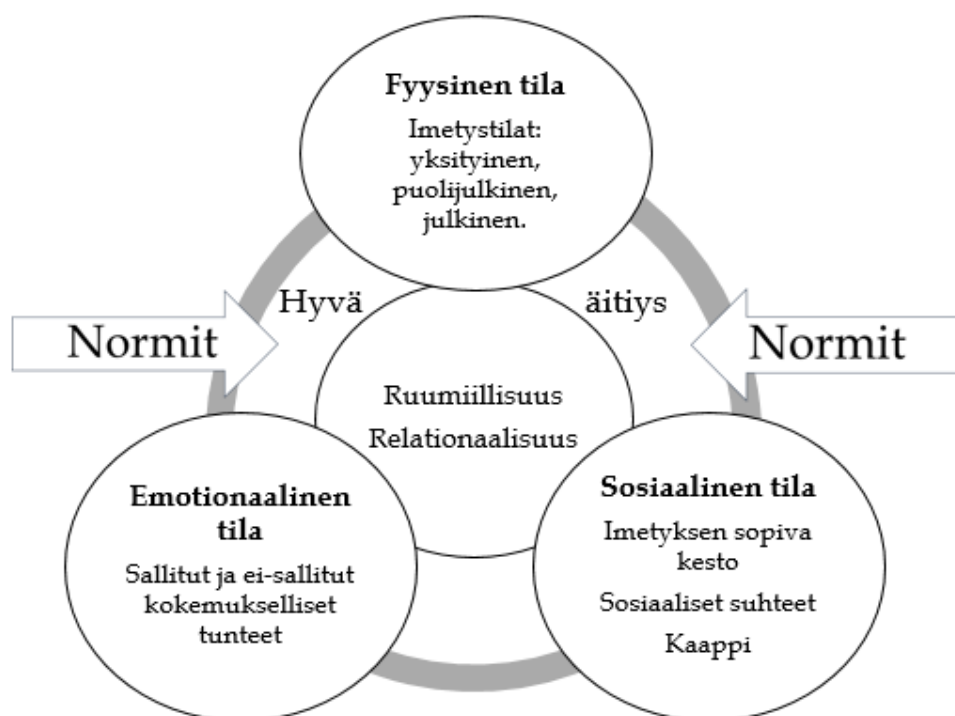 Fyysinen tila
Imetystilat:
yksityinen,
puolijulkinen,
julkinen.
Hyvä äitiys
Normit Normit
Ruumiillisuus
Relationaalisuus
Emotionaalinen
tila
Sallitut ja ei-sallitut
kokemukselliset
tunteet
Sosiaalinen tila
Imetyksen sopiva
kesto
Sosiaaliset suhteet
Kaappi